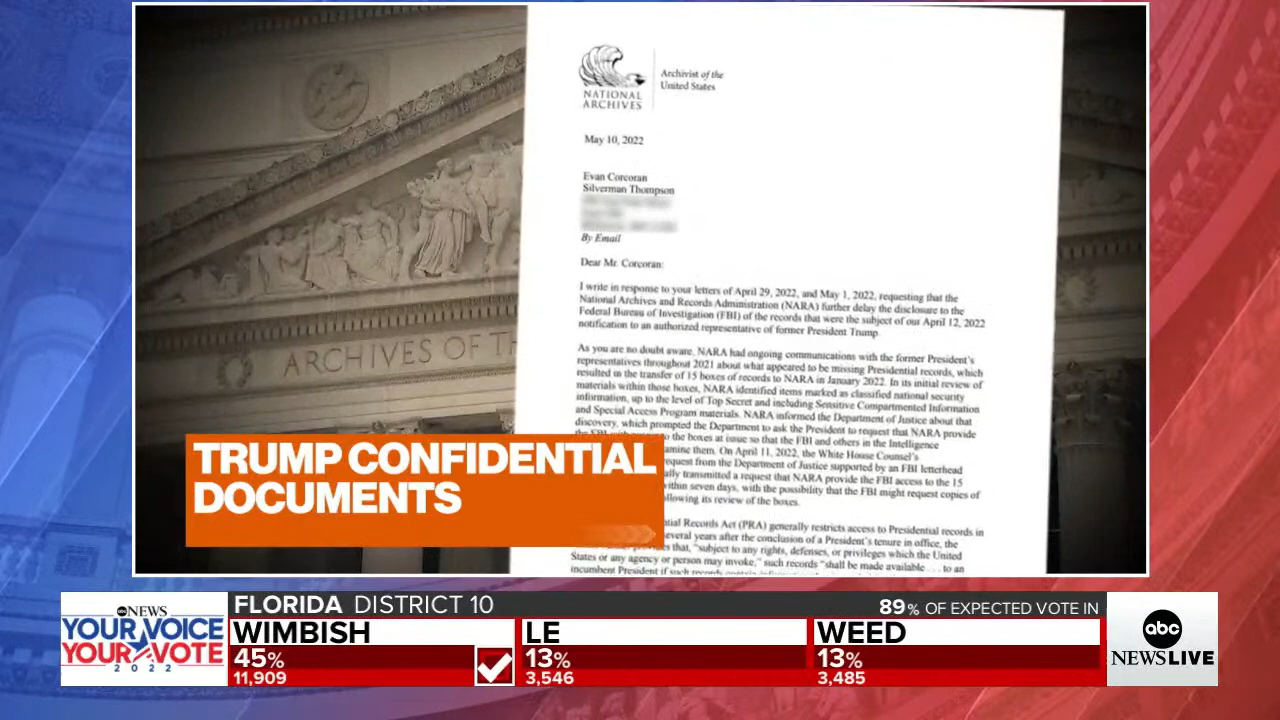 NATIONAL
ARCHIVES
Archivist of the
United States
May 10, 2022
Evan Corcoran
Silverman Thompson
By Email
Dear Mr. Corcoran:
I write in response to your letters of April 29, 2022, and May 1, 2022, requesting that the
National Archives and Records Administration (NARA) further delay the disclosure to the
Federal Bureau of Investigation (FBI) of the records that were the subject of our April 12, 2022
notification to an authorized representative of former President Trump.
As you are no doubt aware, NARA had ongoing communications with the former President's
representatives throughout 2021 about what appeared to be missing Presidential records, which
resulted in the transfer of 15 boxes of records to NARA in January 2022. In its initial review of
materials within those boxes, NARA identified items marked as classified national security
information, up to the level of Top Secret and including Sensitive Compartmented Information
and Special Access Program materials. NARA informed the Department of Justice about that
discovery, which prompted the Department to ask the President to request that NARA provide
to the boxes at issue so that the FBI and others in the Intelligence
amine them. On April 11, 2022, the White House Counsel's
equest from the Department of Justice supported by an FBI letterhead
ally transmitted a request that NARA provide the FBI access to the 15
within seven days, with the possibility that the FBI might request copies of
llowing its review of the boxes.
tial Records Act (PRA) generally restricts access to Presidential records in
everal years after the conclusion of a President's tenure in office, the
es that, "subject to any rights, defenses, or privileges which the United
States or any agency or person may invoke," such records "shall be made available . . . to an
incumbent President if such records contain
ARCHIVES OF T
TRUMP CONFIDENTIAL
DOCUMENTS
abc NEWS
YOUR VOICE
YOUR VOTE
2022
FLORIDA DISTRICT 10
89% OF EXPECTED VOTE IN
WIMBISH
45%
11,909
LE
13%
3,546
WEED
13%
3,485
abc
NEWS LIVE